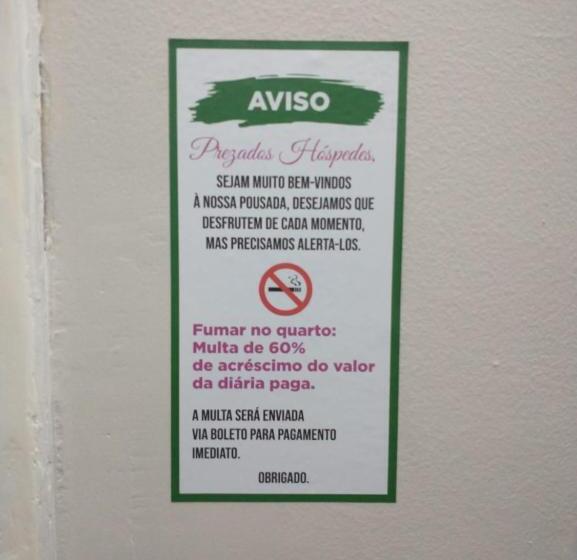 AVISO
Prezados Hóspedes,
SEJAM MUITO BEM-VINDOS
À NOSSA POUSADA, DESEJAMOS QUE
DESFRUTEM DE CADA MOMENTO,
MAS PRECISAMOS ALERTA-LOS.
Fumar no quarto:
Multa de 60%
de acréscimo do valor
da diária paga.
A MULTA SERÁ ENVIADA
VIA BOLETO PARA PAGAMENTO
IMEDIATO.
OBRIGADO.